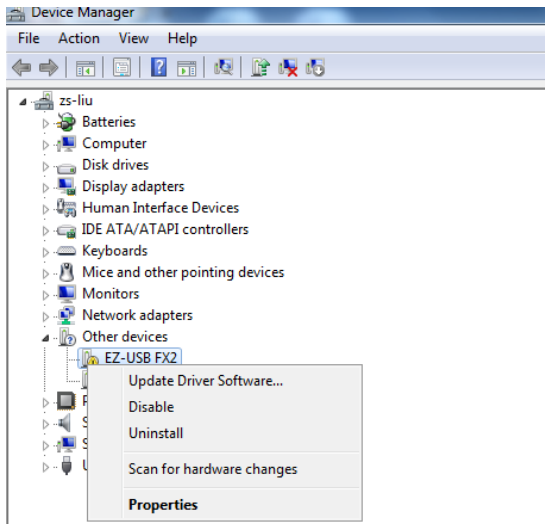 Device Manager
File Action View Help
zs-liu
Batteries
Computer
Disk drives
Display adapters
Human Interface Devices
IDE ATA/ATAPI controllers
Keyboards
Mice and other pointing devices
Monitors
Network adapters
Other devices
EZ-USB FX2
Update Driver Software...
Disable
Uninstall
Scan for hardware changes
Properties